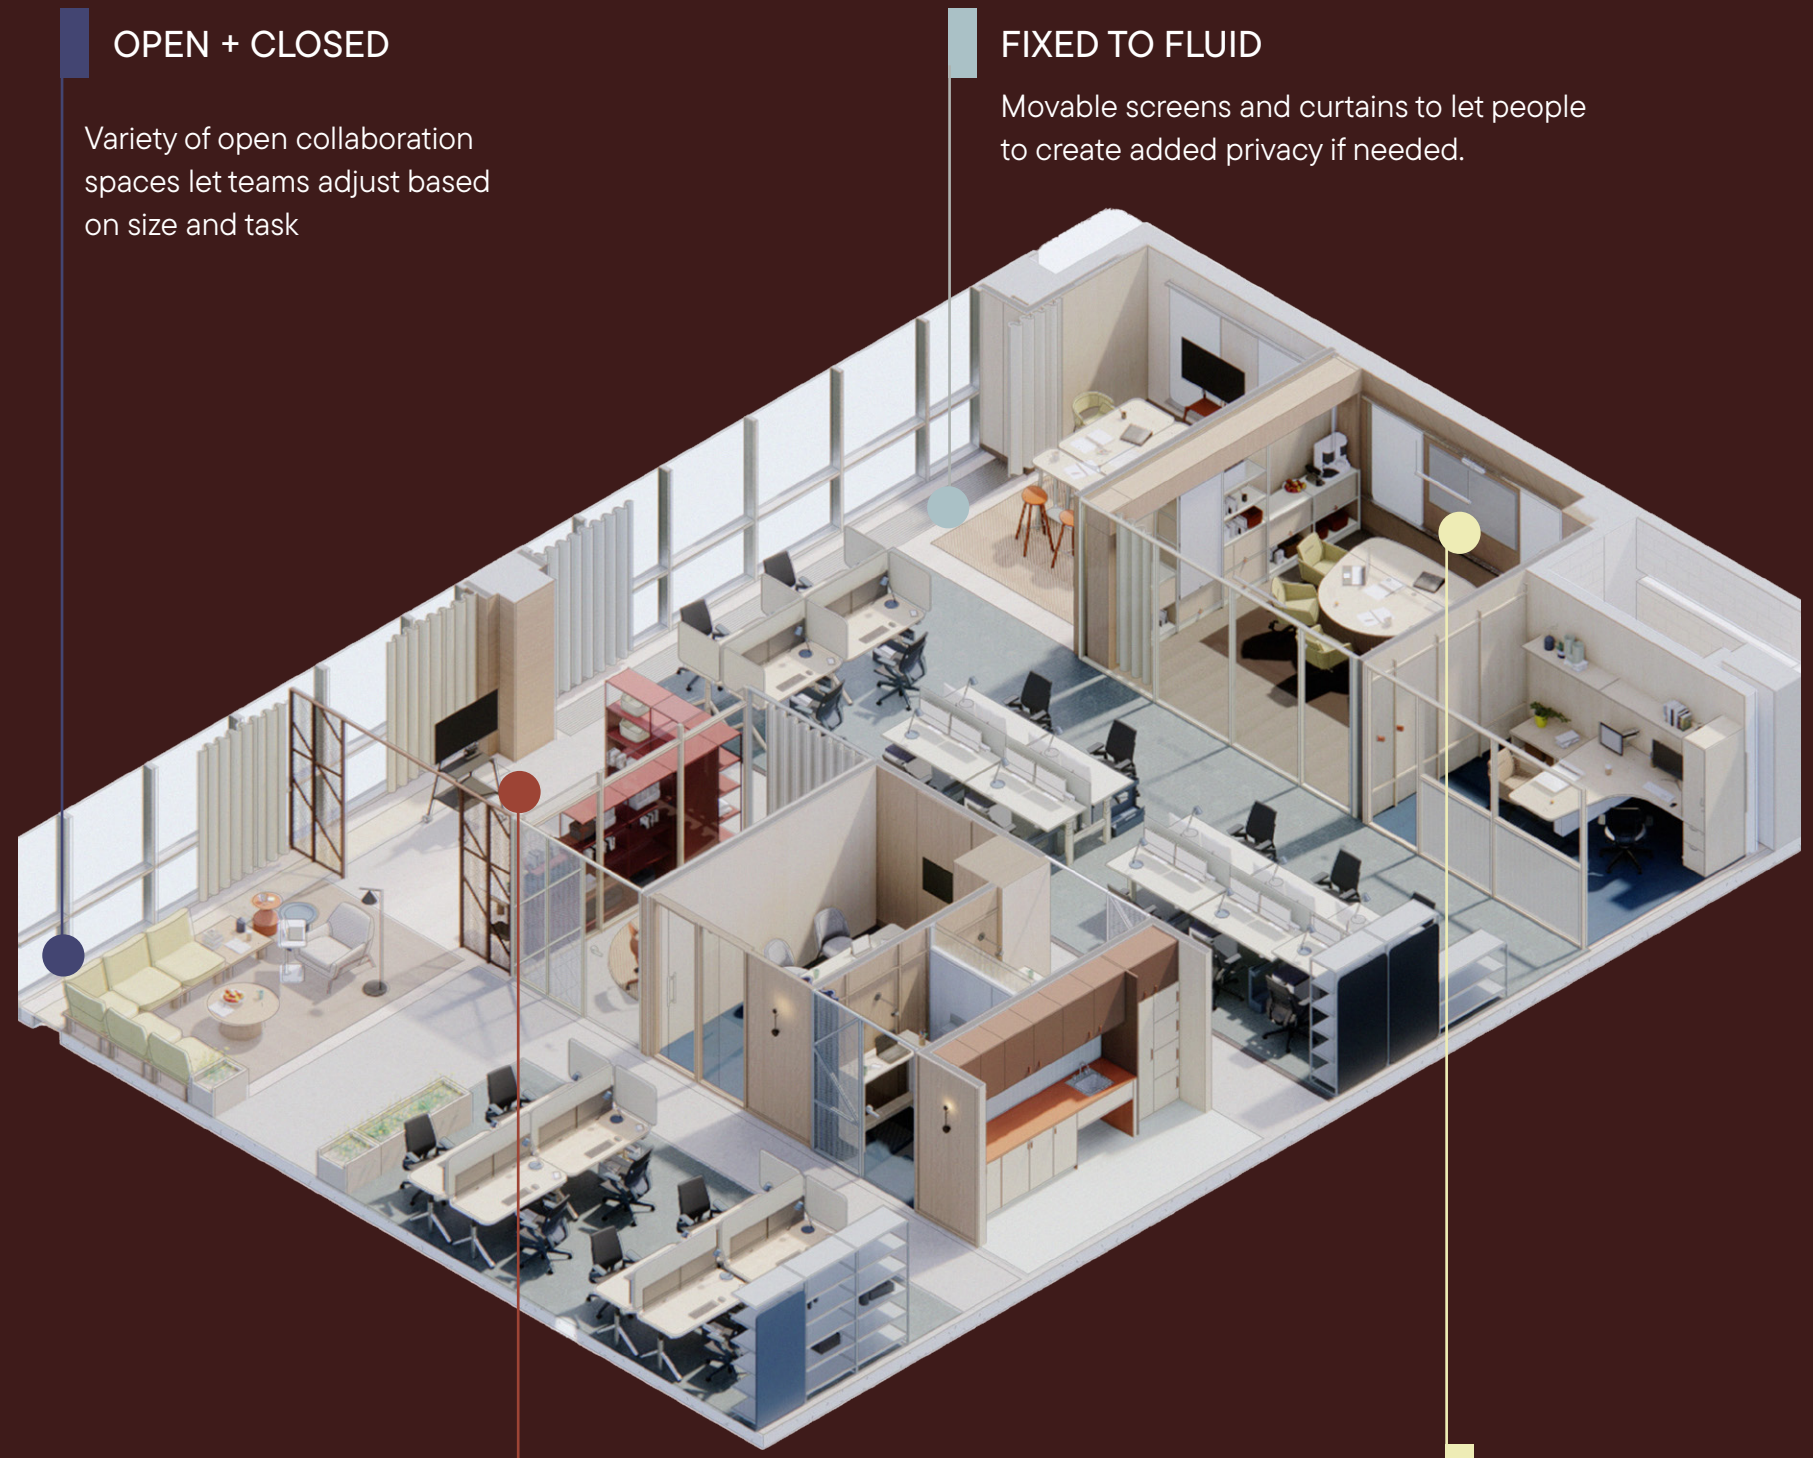 OPEN + CLOSED
Variety of open collaboration
spaces let teams adjust based
on size and task
FIXED TO FLUID
Movable screens and curtains to let people
to create added privacy if needed.